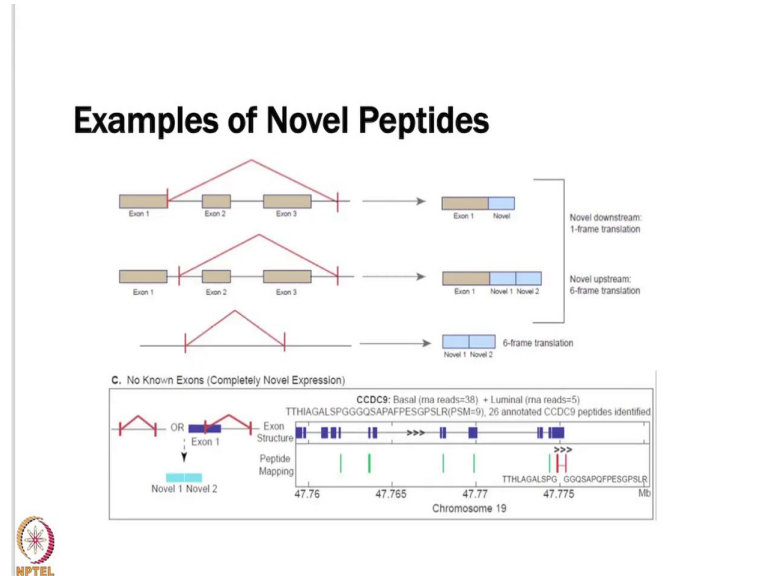 Examples of Novel Peptides
Exon 1 Exon 2 Exon 3
Exon 1 Novel
Novel downstream:
1-frame translation
Exon 1 Exon 2 Exon 3
Exon 1 Novel 1 Novel 2
Novel upstream:
6-frame translation
Novel 1 Novel 2
6-frame translation
C. No Known Exons (Completely Novel Expression)
CCDC9: Basal (rna reads=38) + Luminal (rna reads=5)
TTHIAGALSPGGGQSAPAFPESGPSLR(PSM=9), 26 annotated CCDC9 peptides identified
OR
Exon 1
Novel 1 Novel 2
Exon
Structure
>>>
Peptide
Mapping
>>>
TTHLAGALSPG GGQSAPQFPESGPSLR
47.76 47.765 47.77 47.775 Mb
Chromosome 19
NPTEL